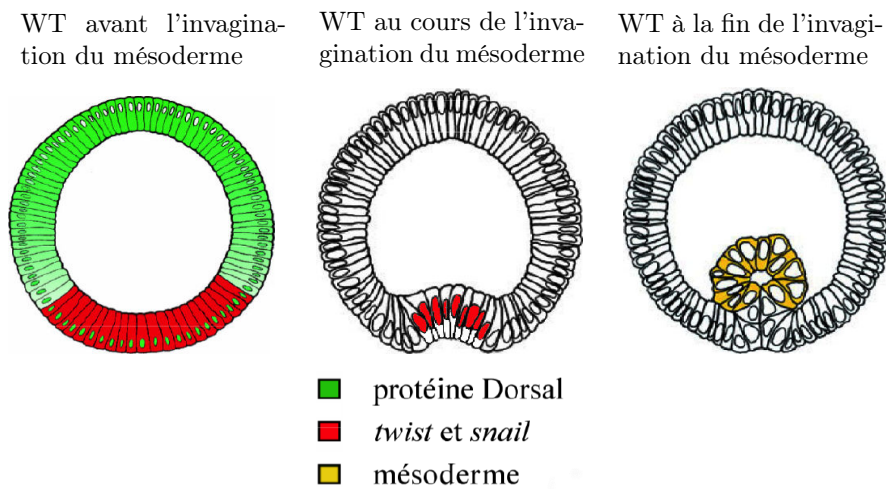 WT avant l'invagina-
tion du mésoderme
WT au cours de l'inva-
gination du mésoderme
WT à la fin de l'invagi-
nation du mésoderme
protéine Dorsal
twist et snail
mésoderme